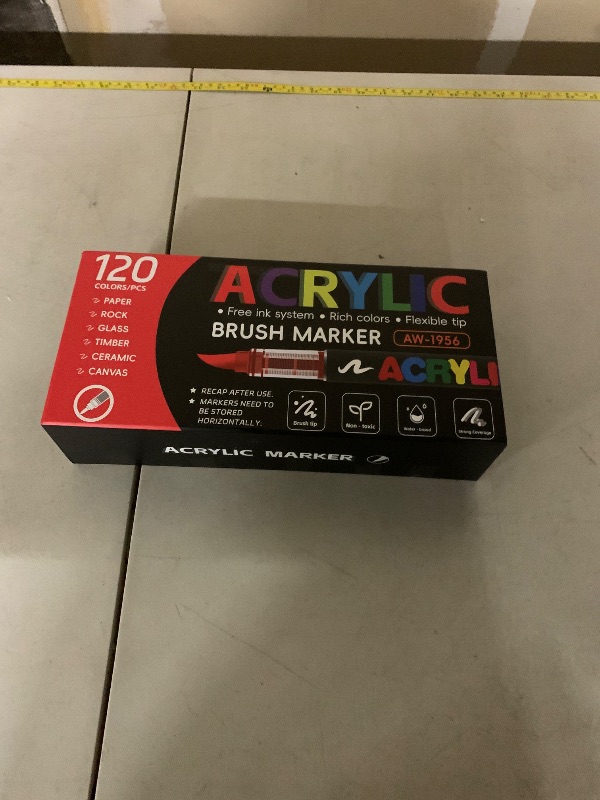 120
COLORS/PCS
PAPER
ROCK
GLASS
TIMBER
CERAMIC
CANVAS
ACRYLIC
• Free ink system • Rich colors • Flexible tip
BRUSH MARKER AW-1956
ACRYLI
★ RECAP AFTER USE.
★ MARKERS NEED TO
BE STORED
HORIZONTALLY.
Brush tip
Non - toxic
Water - based
Strong Coverage
ACRYLIC MARKER